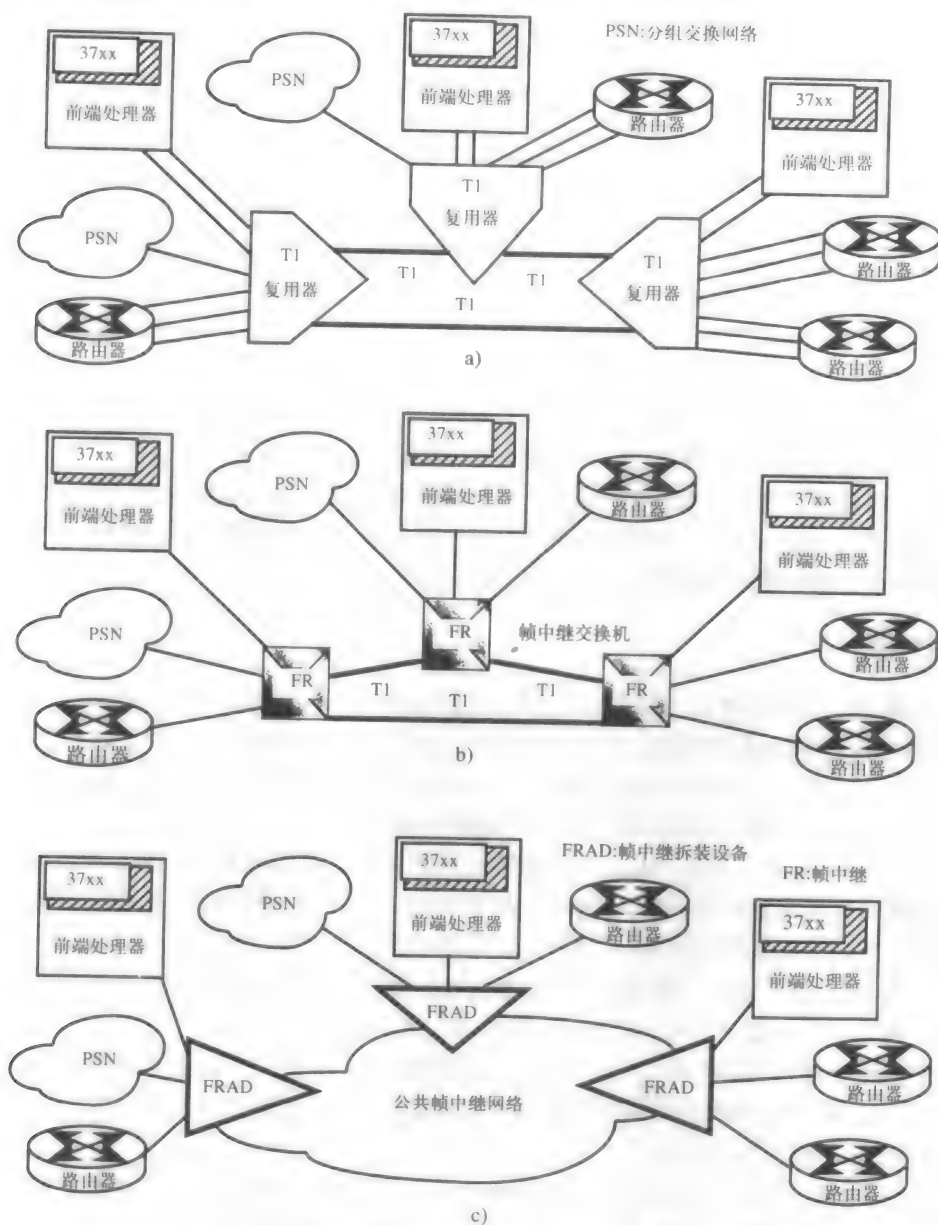 PSN:分组交换网络
37xx
前端处理器
PSN
37xx
前端处理器
路由器
37xx
前端处理器
T1
复用器
PSN
T1
复用器
T1
T1
T1
T1
复用器
路由器
路由器
路由器
a)
37xx
前端处理器
PSN
37xx
前端处理器
路由器
37xx
前端处理器
PSN
FR
帧中继交换机
FR
T1
T1
T1
FR
路由器
路由器
路由器
b)
FRAD:帧中继拆装设备
FR:帧中继
37xx
前端处理器
PSN
37xx
前端处理器
路由器
37xx
前端处理器
PSN
FRAD
FRAD
公共帧中继网络
FRAD
路由器
路由器
路由器
c)